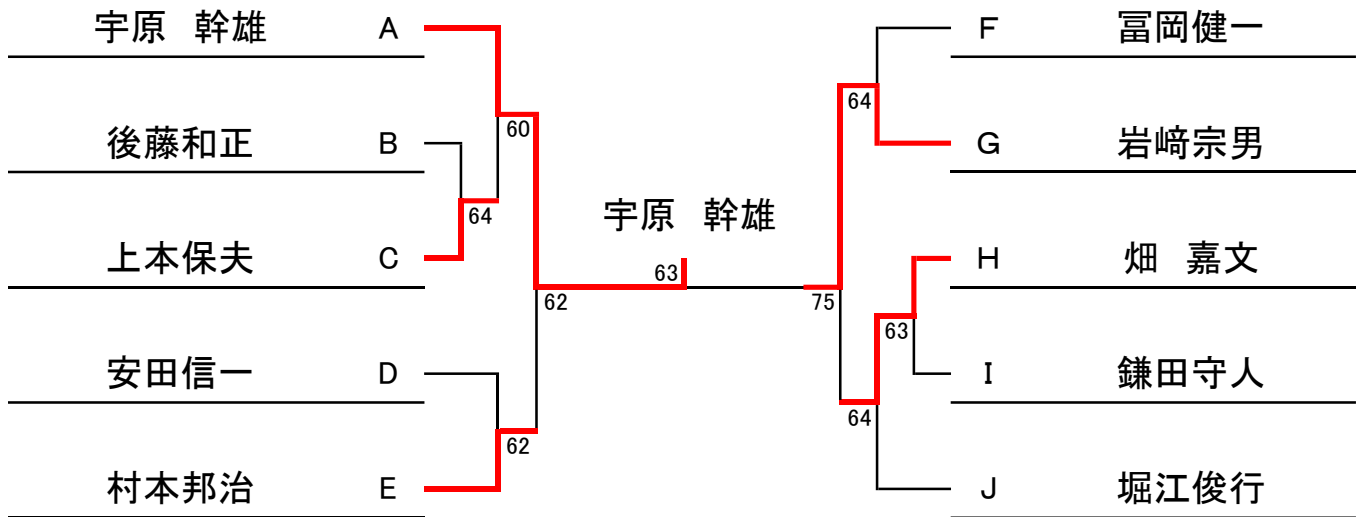 宇原　幹雄 A
後藤和正 B
上本保夫 C
安田信一 D
村本邦治 E
60
64
62
62
宇原　幹雄
63
75
64
63
64
F 冨岡健一
G 岩﨑宗男
H 畑　嘉文
I 鎌田守人
J 堀江俊行